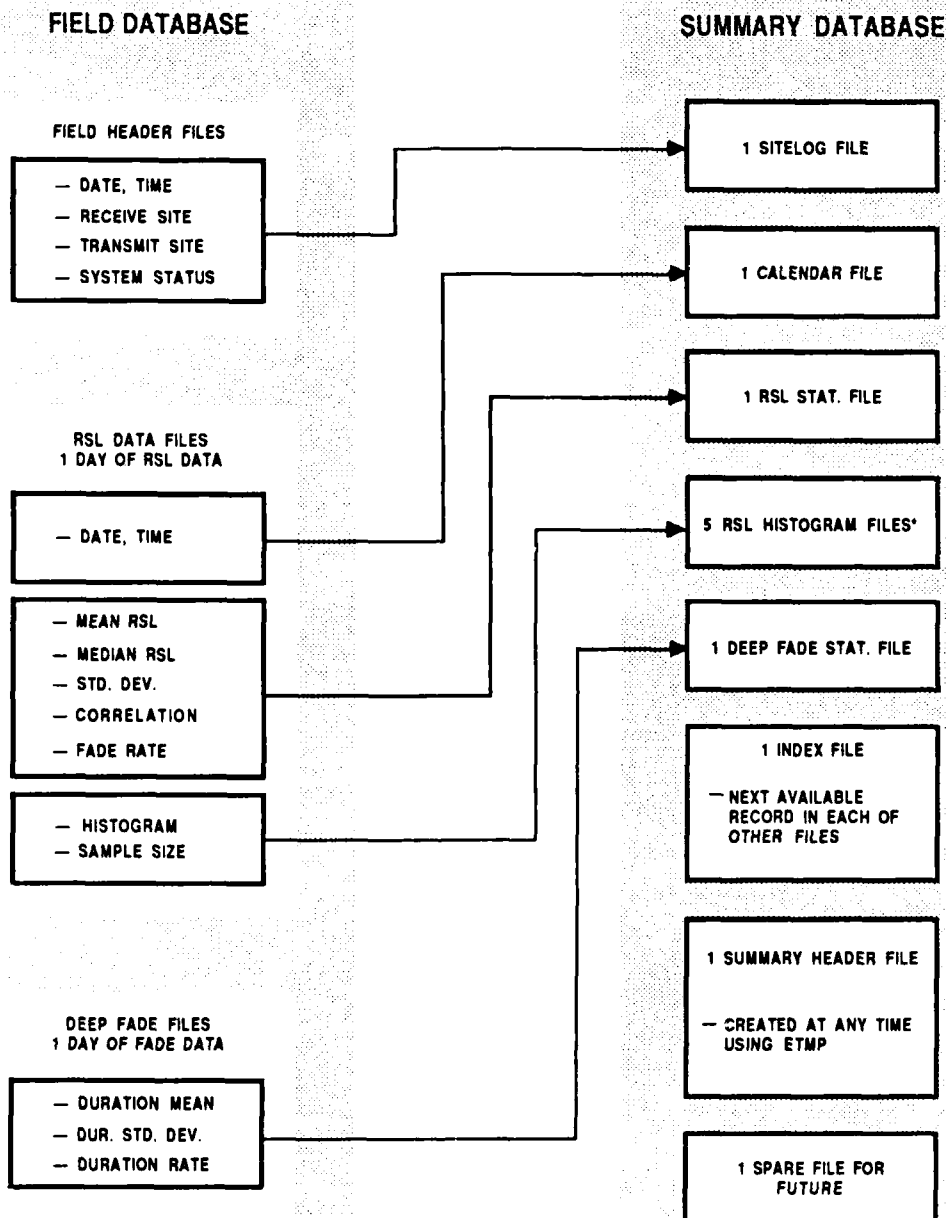 FIELD DATABASE
FIELD HEADER FILES
— DATE, TIME
— RECEIVE SITE
— TRANSMIT SITE
— SYSTEM STATUS
RSL DATA FILES
1 DAY OF RSL DATA
— DATE, TIME
— MEAN RSL
— MEDIAN RSL
— STD. DEV.
— CORRELATION
— FADE RATE
— HISTOGRAM
— SAMPLE SIZE
DEEP FADE FILES
1 DAY OF FADE DATA
— DURATION MEAN
— DUR. STD. DEV.
— DURATION RATE
SUMMARY DATABASE
1 SITELOG FILE
1 CALENDAR FILE
1 RSL STAT. FILE
5 RSL HISTOGRAM FILES*
1 DEEP FADE STAT. FILE
1 INDEX FILE
— NEXT AVAILABLE
RECORD IN EACH OF
OTHER FILES
1 SUMMARY HEADER FILE
— CREATED AT ANY TIME
USING ETMP
1 SPARE FILE FOR
FUTURE